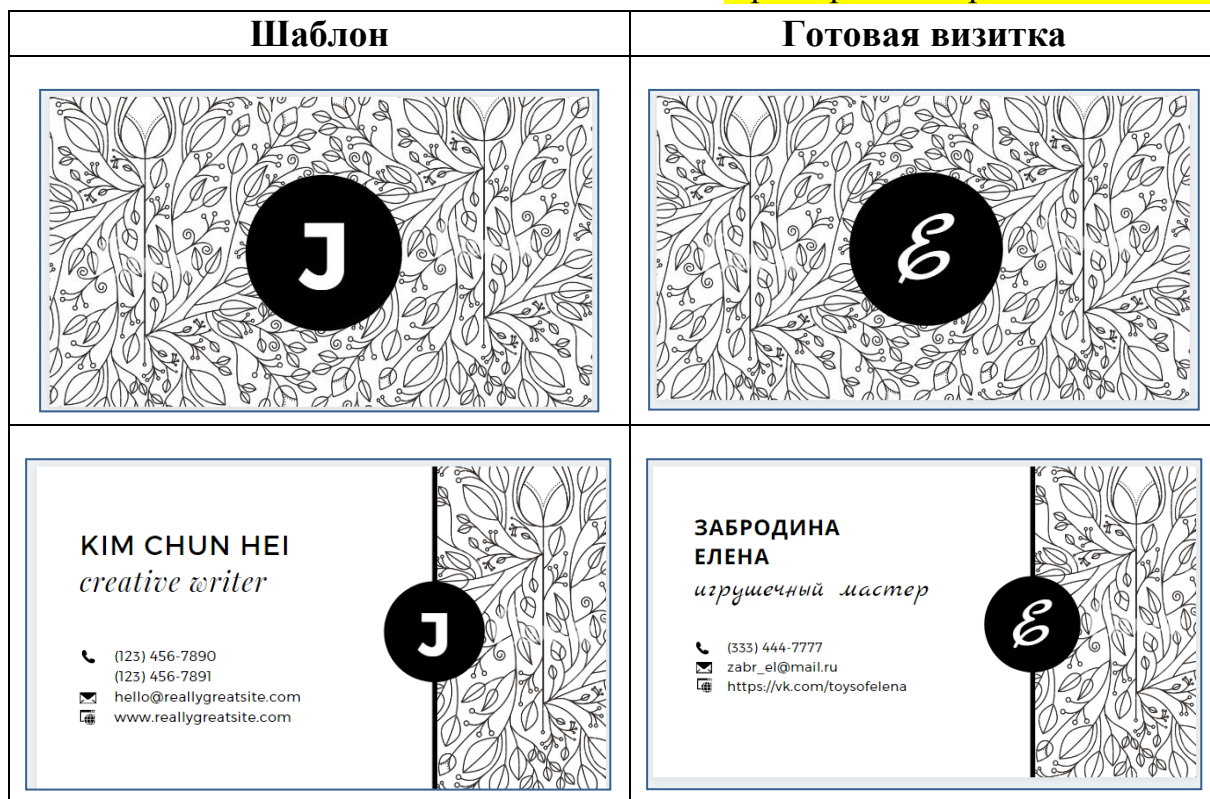 Шаблон
Готовая визитка
J
Е
KIM CHUN HEI
creative writer
J
(123) 456-7890
(123) 456-7891
hello@reallygreatsite.com
www.reallygreatsite.com
ЗАБРОДИНА
ЕЛЕНА
игрушечный мастер
Е
(333) 444-7777
zabr_el@mail.ru
https://vk.com/toysofelena